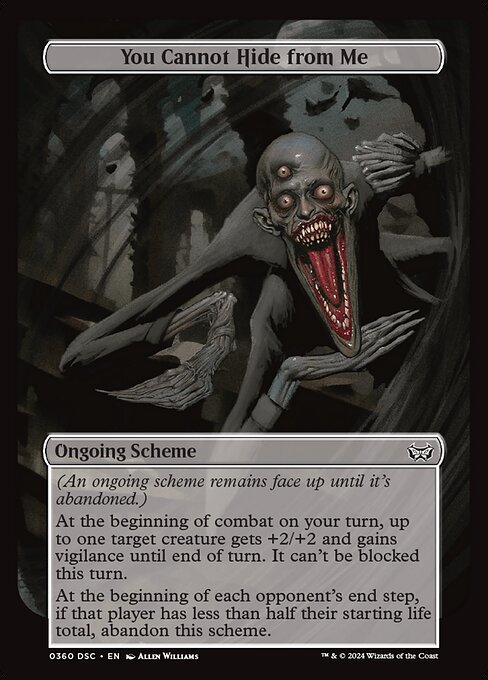 You Cannot Hide from Me
Ongoing Scheme
(An ongoing scheme remains face up until it's
abandoned.)
At the beginning of combat on your turn, up
to one target creature gets +2/+2 and gains
vigilance until end of turn. It can't be blocked
this turn.
At the beginning of each opponent's end step,
if that player has less than half their starting life
total, abandon this scheme.
0360 DSC • EN Allen Williams ™ & © 2024 Wizards of the Coast